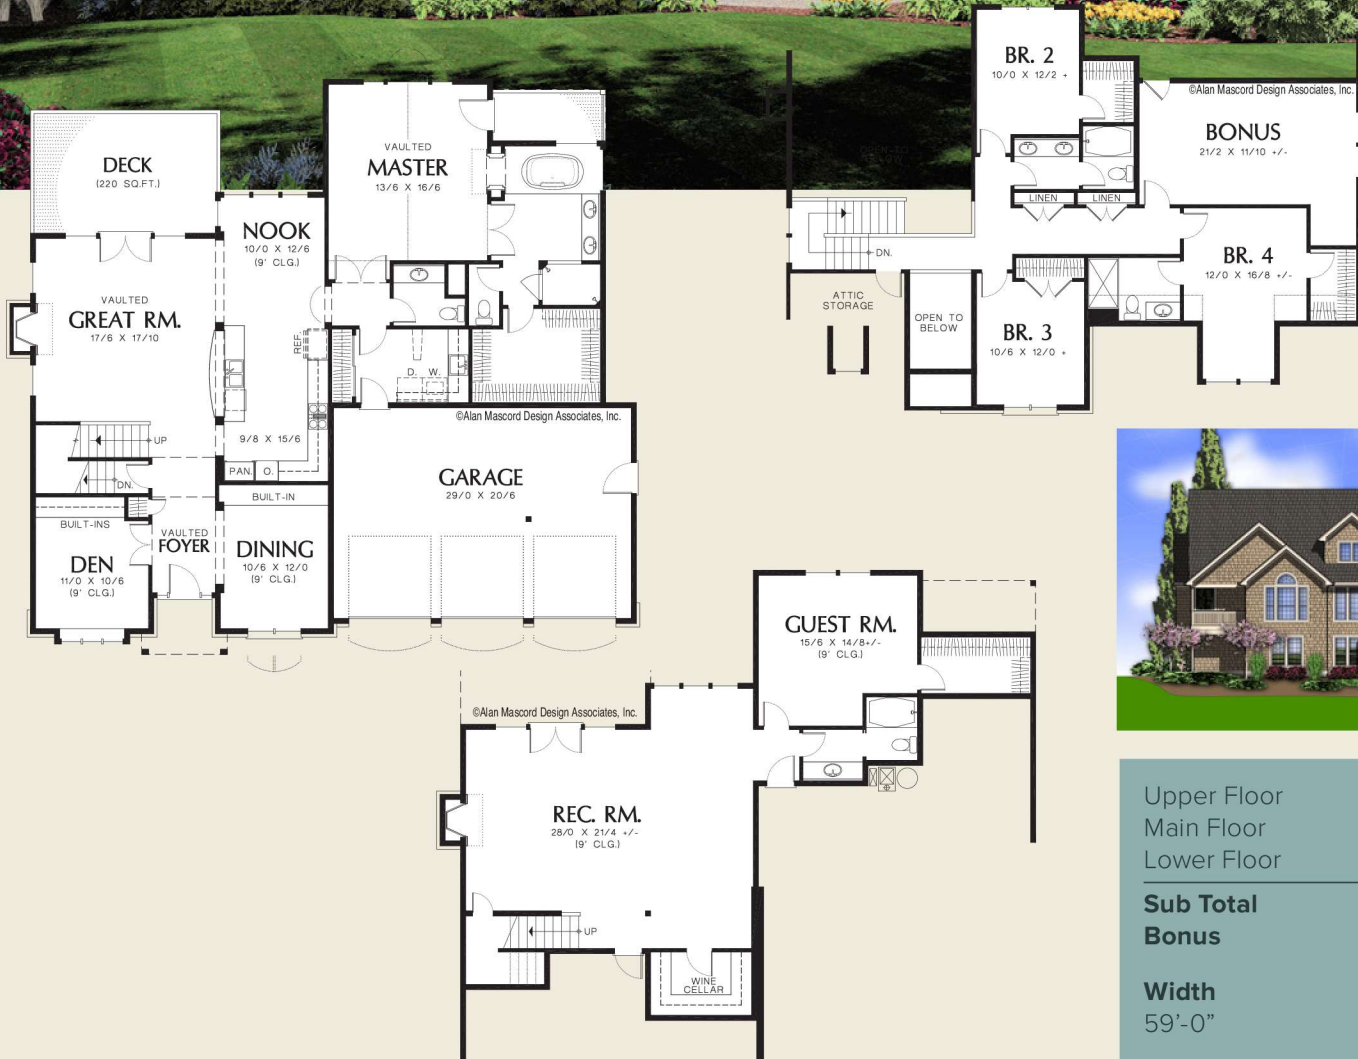 DECK
(220 SQ.FT.)
NOOK
10/0 X 12/6
(9' CLG.)
VAULTED
MASTER
13/6 X 16/6
VAULTED
GREAT RM.
17/6 X 17/10
REF.
D. W.
9/8 X 15/6
PAN. O.
UP
DN.
BUILT-IN
BUILT-INS
DEN
11/0 X 10/6
(9' CLG.)
VAULTED
FOYER
DINING
10/6 X 12/0
(9' CLG.)
©Alan Mascord Design Associates, Inc.
GARAGE
29/0 X 20/6
BR. 2
10/0 X 12/2 +
©Alan Mascord Design Associates, Inc.
BONUS
21/2 X 11/10 +/-
LINEN
LINEN
DN.
BR. 4
12/0 X 16/8 +/-
ATTIC
STORAGE
OPEN TO
BELOW
BR. 3
10/6 X 12/0 +
GUEST RM.
15/6 X 14/8+/-
(9' CLG.)
©Alan Mascord Design Associates, Inc.
REC. RM.
28/0 X 21/4 +/-
(9' CLG.)
UP
WINE
CELLAR
Upper Floor
Main Floor
Lower Floor
Sub Total
Bonus
Width
59'-0"